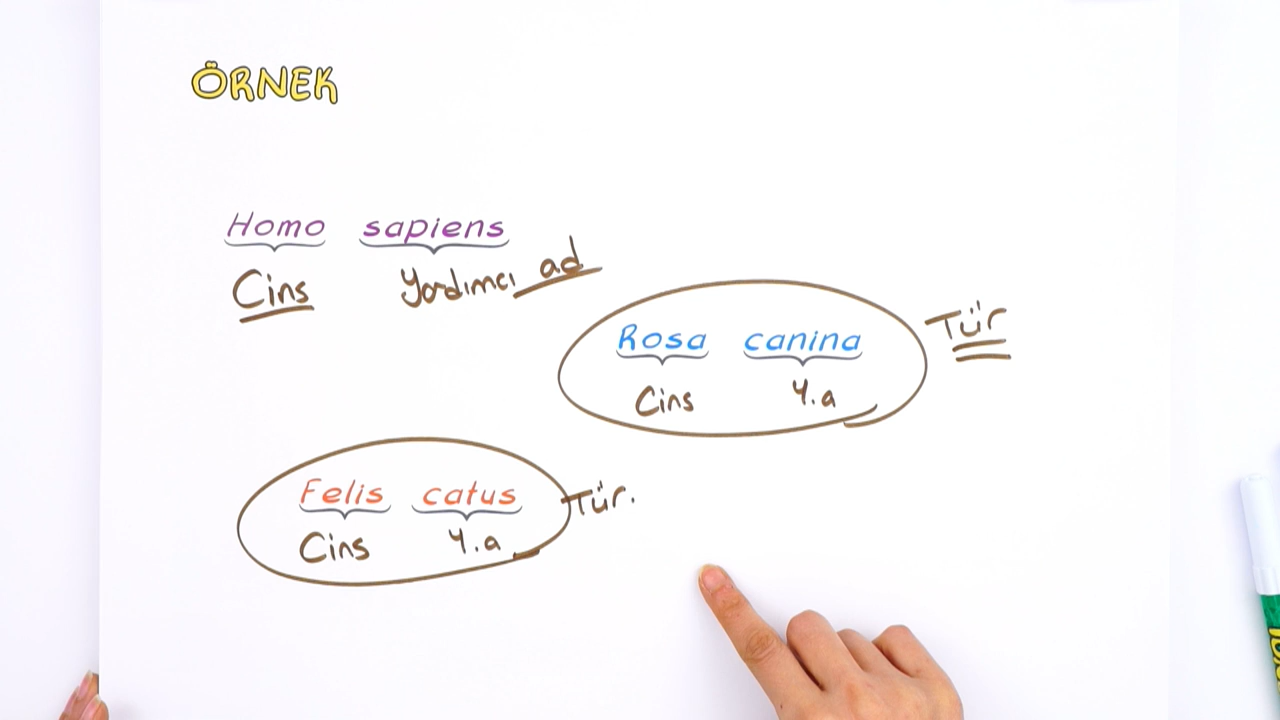 ÖRNEK
Homo sapiens
Cins Yardımcı ad
Rosa canina Tür
Cins Y.a
Felis catus Tür.
Cins Y.a